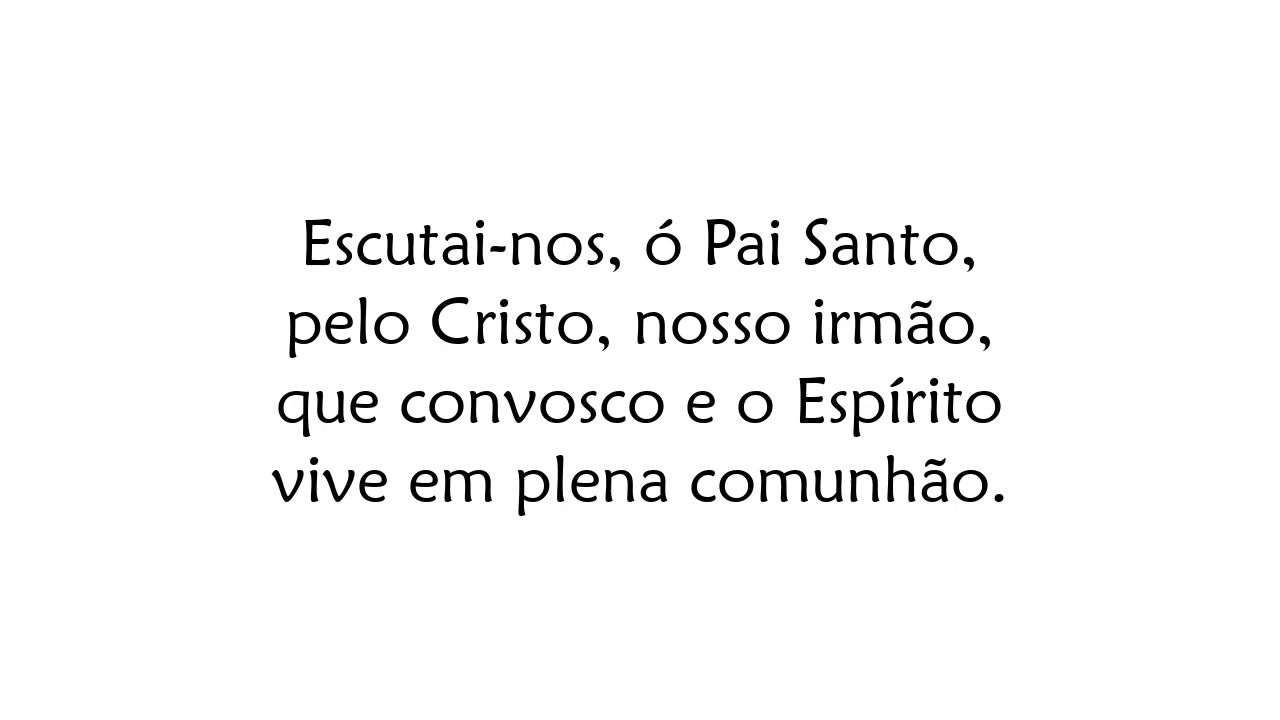 Escutai-nos, ó Pai Santo,
pelo Cristo, nosso irmão,
que convosco e o Espírito
vive em plena comunhão.